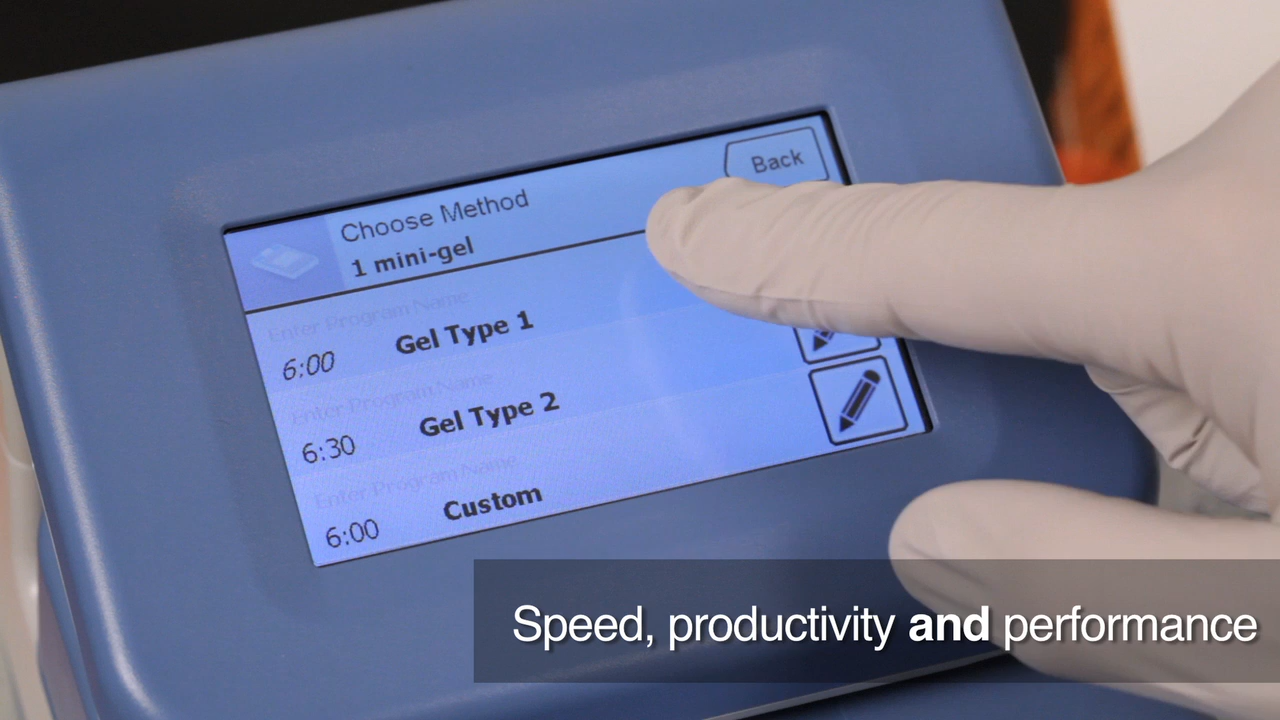 Back
Choose Method
1 mini-gel
Enter Program Name
6:00 Gel Type 1
Enter Program Name
6:30 Gel Type 2
Enter Program Name
6:00 Custom
Speed, productivity and performance